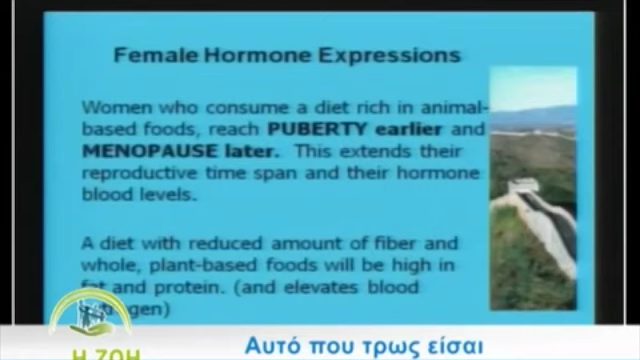 Female Hormone Expressions
Women who consume a diet rich in animal-
based foods, reach PUBERTY earlier and
MENOPAUSE later. This extends their
reproductive time span and their hormone
blood levels.
A diet with reduced amount of fiber and
whole, plant-based foods will be high in
and protein. (and elevates blood
Η ΖΩΗ
Αυτό που τρως είσαι